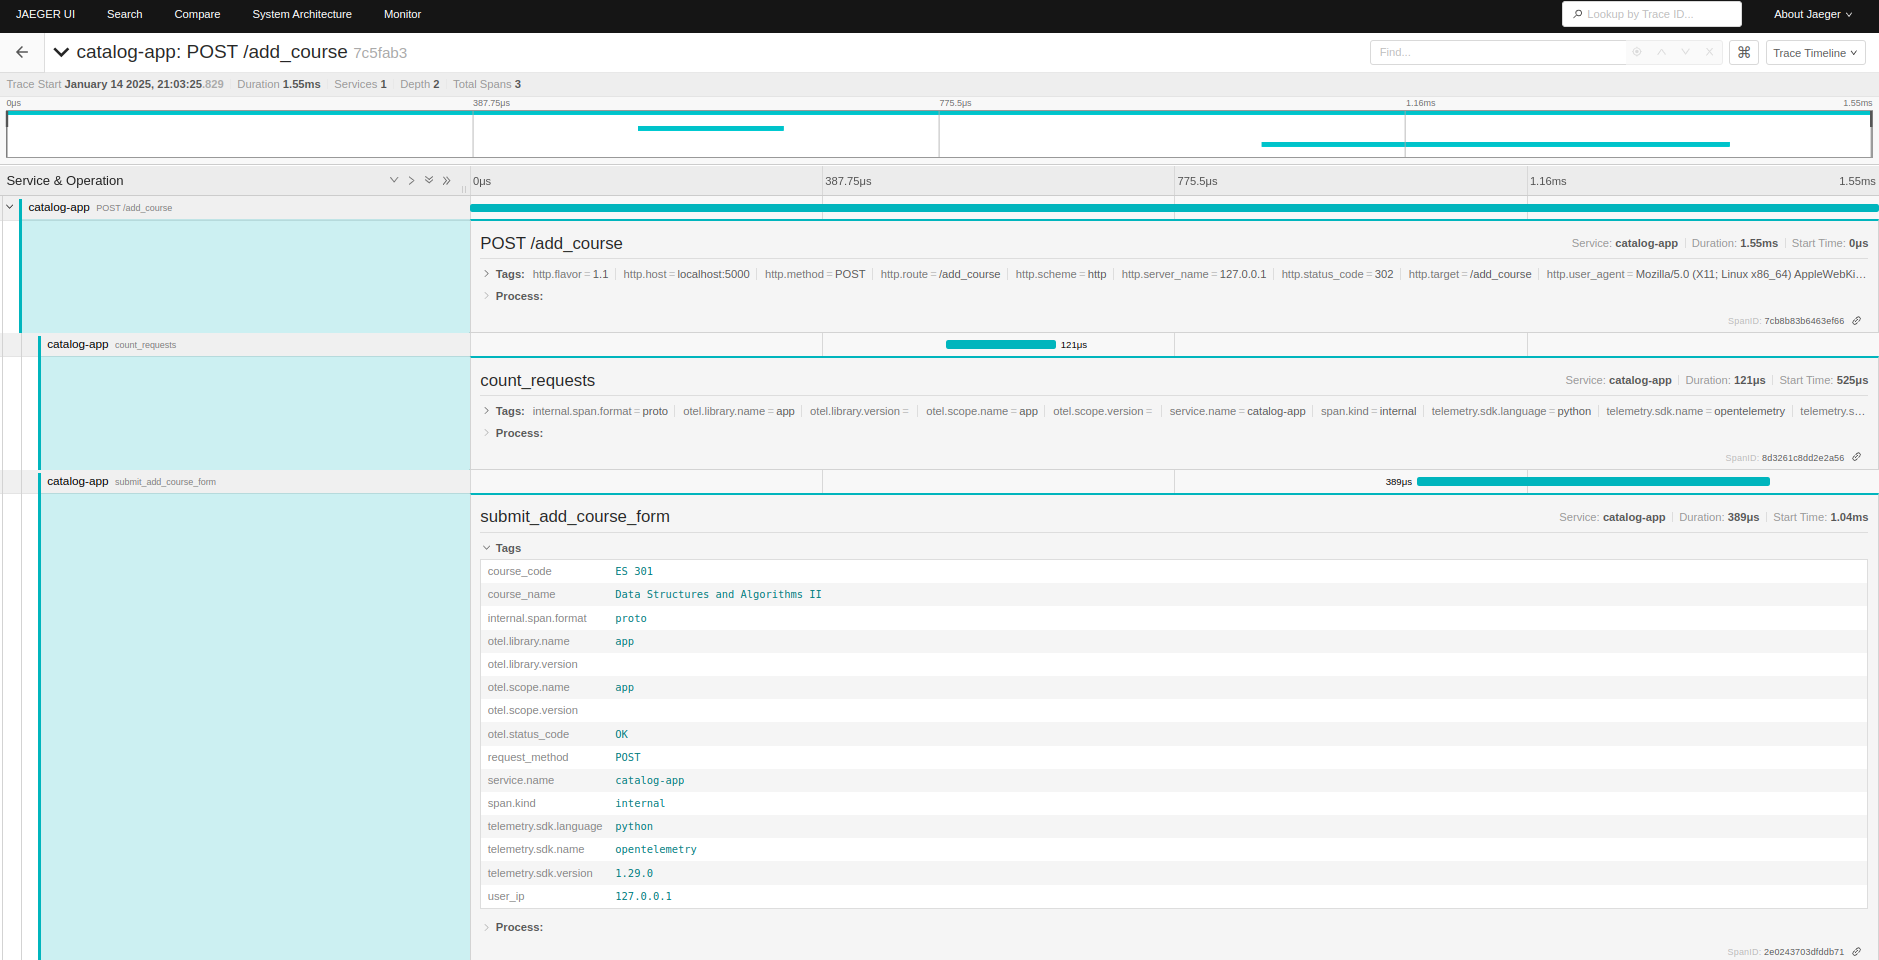 JAEGER UI Search Compare System Architecture Monitor Lookup by Trace ID... About Jaeger
catalog-app: POST /add_course 7c5fab3 Find... ⌘ Trace Timeline
Trace Start January 14 2025, 21:03:25.829 Duration 1.55ms Services 1 Depth 2 Total Spans 3
0μs 387.75μs 775.5μs 1.16ms 1.55ms
Service & Operation 0μs 387.75μs 775.5μs 1.16ms 1.55ms
catalog-app POST /add_course
POST /add_course Service: catalog-app Duration: 1.55ms Start Time: 0μs
Tags: http.flavor = 1.1 http.host = localhost:5000 http.method = POST http.route = /add_course http.scheme = http http.server_name = 127.0.0.1 http.status_code = 302 http.target = /add_course http.user_agent = Mozilla/5.0 (X11; Linux x86_64) AppleWebKi…
Process:
SpanID: 7cb8b83b6463ef66
catalog-app count_requests 121μs
count_requests Service: catalog-app Duration: 121μs Start Time: 525μs
Tags: internal.span.format = proto otel.library.name = app otel.library.version = otel.scope.name = app otel.scope.version = service.name = catalog-app span.kind = internal telemetry.sdk.language = python telemetry.sdk.name = opentelemetry telemetry.s…
Process:
SpanID: 8d3261c8dd2e2a56
catalog-app submit_add_course_form 389μs
submit_add_course_form Service: catalog-app Duration: 389μs Start Time: 1.04ms
Tags
course_code ES 301
course_name Data Structures and Algorithms II
internal.span.format proto
otel.library.name app
otel.library.version
otel.scope.name app
otel.scope.version
otel.status_code OK
request_method POST
service.name catalog-app
span.kind internal
telemetry.sdk.language python
telemetry.sdk.name opentelemetry
telemetry.sdk.version 1.29.0
user_ip 127.0.0.1
Process:
SpanID: 2e0243703dfddb71